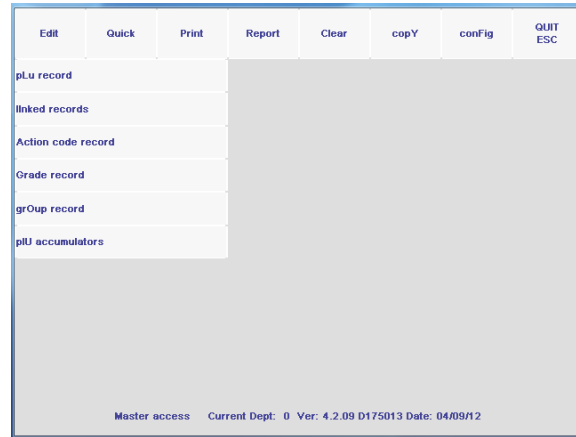 Edit Quick Print Report Clear copY conFig QUIT ESC
pLu record
lInked records
Action code record
Grade record
grOup record
plU accumulators
Master access Current Dept: 0 Ver: 4.2.09 D175013 Date: 04/09/12